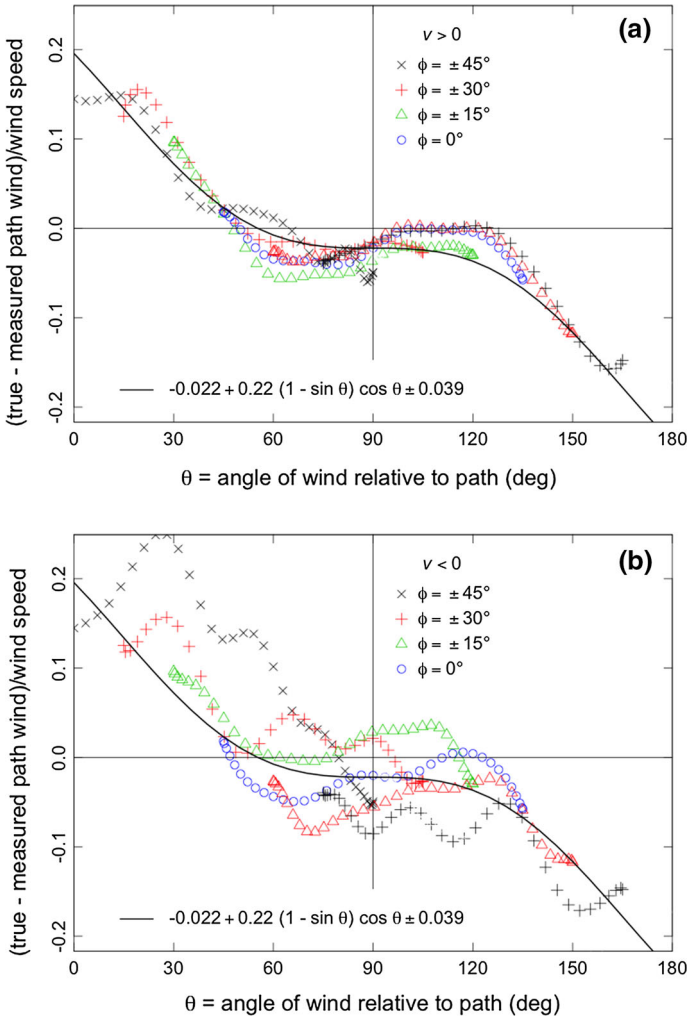 (a)
v > 0
ϕ = ± 45°
ϕ = ± 30°
ϕ = ± 15°
ϕ = 0°
0.2
0.1
0.0
-0.1
-0.2
(true - measured path wind)/wind speed
-0.022 + 0.22 (1 - sin θ) cos θ ± 0.039
0 30 60 90 120 150 180
θ = angle of wind relative to path (deg)
(b)
v < 0
ϕ = ± 45°
ϕ = ± 30°
ϕ = ± 15°
ϕ = 0°
0.2
0.1
0.0
-0.1
-0.2
(true - measured path wind)/wind speed
-0.022 + 0.22 (1 - sin θ) cos θ ± 0.039
0 30 60 90 120 150 180
θ = angle of wind relative to path (deg)